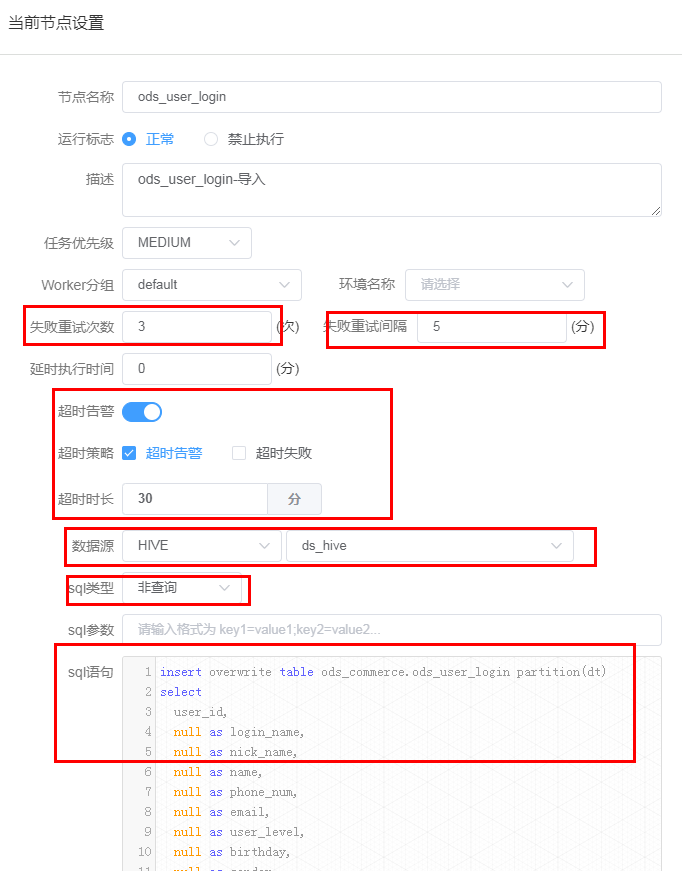 当前节点设置
节点名称 ods_user_login
运行标志 正常 禁止执行
描述 ods_user_login-导入
任务优先级 MEDIUM
Worker分组 default 环境名称 请选择
失败重试次数 3 (次) 失败重试间隔 5 (分)
延时执行时间 0 (分)
超时告警
超时策略 超时告警 超时失败
超时时长 30 分
数据源 HIVE ds_hive
sql类型 非查询
sql参数 请输入格式为 key1=value1;key2=value2...
sql语句 1 insert overwrite table ods_commerce.ods_user_login partition(dt)
2 select
3 user_id,
4 null as login_name,
5 null as nick_name,
6 null as name,
7 null as phone_num,
8 null as email,
9 null as user_level,
10 null as birthday,
11 null as gender,